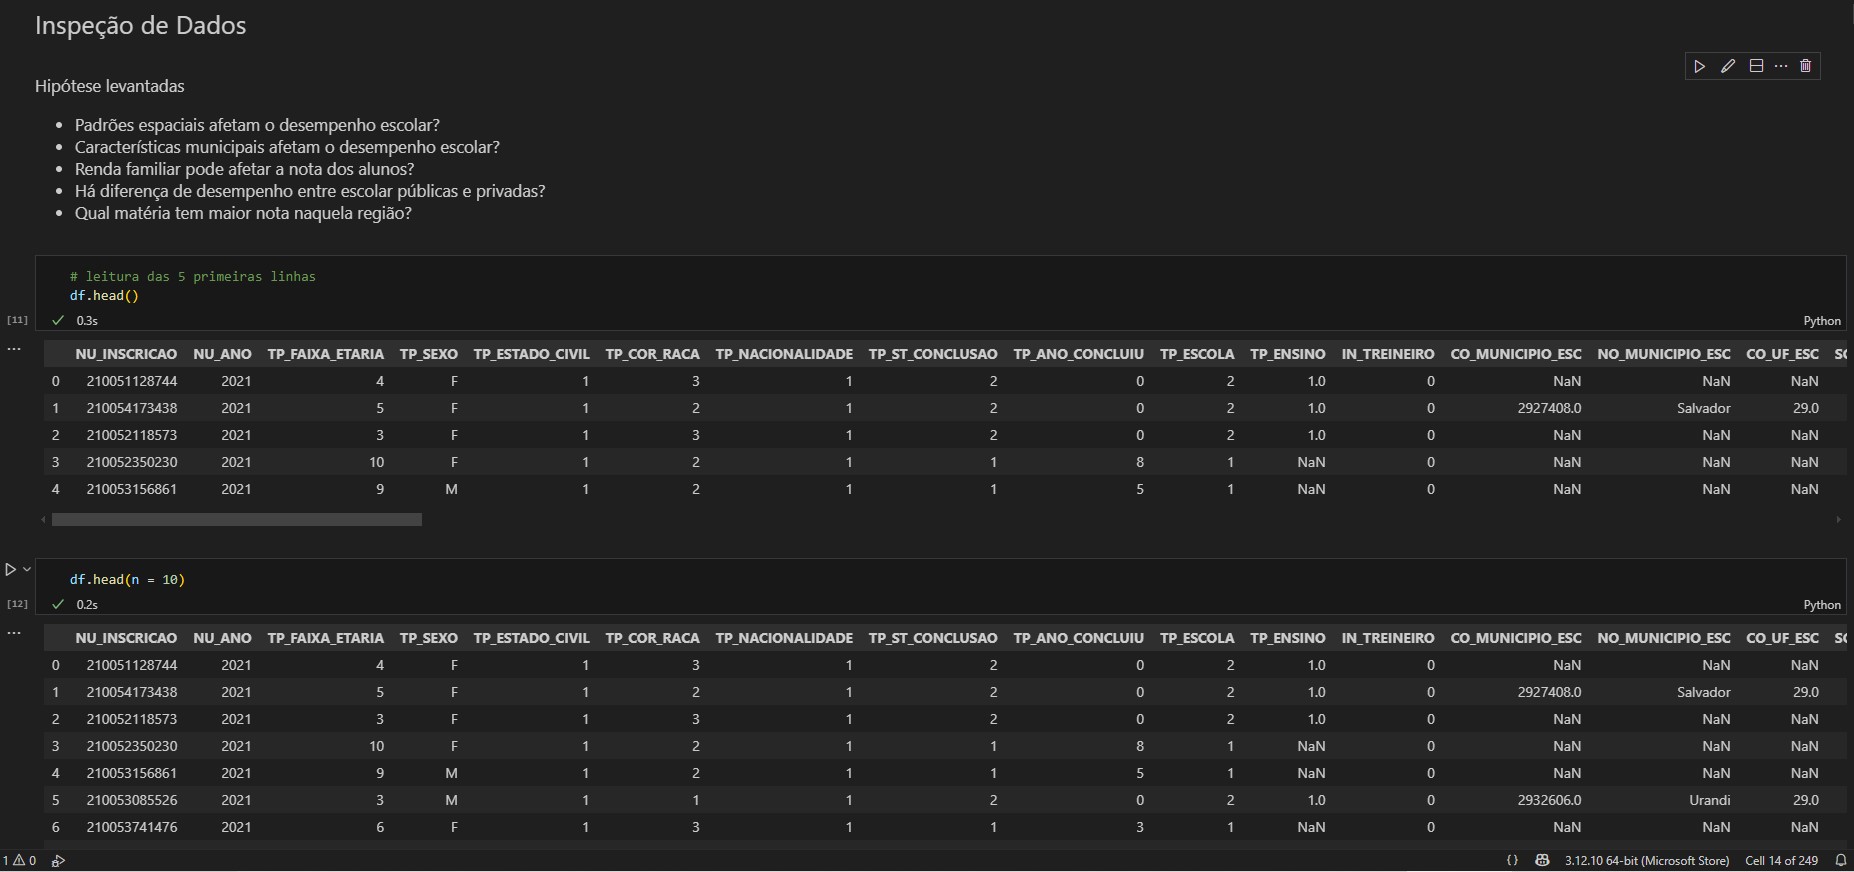 Inspeção de Dados
Hipótese levantadas
• Padrões espaciais afetam o desempenho escolar?
• Características municipais afetam o desempenho escolar?
• Renda familiar pode afetar a nota dos alunos?
• Há diferença de desempenho entre escolar públicas e privadas?
• Qual matéria tem maior nota naquela região?
# leitura das 5 primeiras linhas
df.head()
[11] 0.3s Python
... NU_INSCRICAO NU_ANO TP_FAIXA_ETARIA TP_SEXO TP_ESTADO_CIVIL TP_COR_RACA TP_NACIONALIDADE TP_ST_CONCLUSAO TP_ANO_CONCLUIU TP_ESCOLA TP_ENSINO IN_TREINEIRO CO_MUNICIPIO_ESC NO_MUNICIPIO_ESC CO_UF_ESC
0 210051128744 2021 4 F 1 3 1 2 0 2 1.0 0 NaN NaN NaN
1 210054173438 2021 5 F 1 2 1 2 0 2 1.0 0 2927408.0 Salvador 29.0
2 210052118573 2021 3 F 1 3 1 2 0 2 1.0 0 NaN NaN NaN
3 210052350230 2021 10 F 1 2 1 1 8 1 NaN 0 NaN NaN NaN
4 210053156861 2021 9 M 1 2 1 1 5 1 NaN 0 NaN NaN NaN
df.head(n = 10)
[12] 0.2s Python
... NU_INSCRICAO NU_ANO TP_FAIXA_ETARIA TP_SEXO TP_ESTADO_CIVIL TP_COR_RACA TP_NACIONALIDADE TP_ST_CONCLUSAO TP_ANO_CONCLUIU TP_ESCOLA TP_ENSINO IN_TREINEIRO CO_MUNICIPIO_ESC NO_MUNICIPIO_ESC CO_UF_ESC
0 210051128744 2021 4 F 1 3 1 2 0 2 1.0 0 NaN NaN NaN
1 210054173438 2021 5 F 1 2 1 2 0 2 1.0 0 2927408.0 Salvador 29.0
2 210052118573 2021 3 F 1 3 1 2 0 2 1.0 0 NaN NaN NaN
3 210052350230 2021 10 F 1 2 1 1 8 1 NaN 0 NaN NaN NaN
4 210053156861 2021 9 M 1 2 1 1 5 1 NaN 0 NaN NaN NaN
5 210053085526 2021 3 M 1 1 1 2 0 2 1.0 0 2932606.0 Urandi 29.0
6 210053741476 2021 6 F 1 3 1 1 3 1 NaN 0 NaN NaN NaN
1 0 {} 3.12.10 64-bit (Microsoft Store) Cell 14 of 249